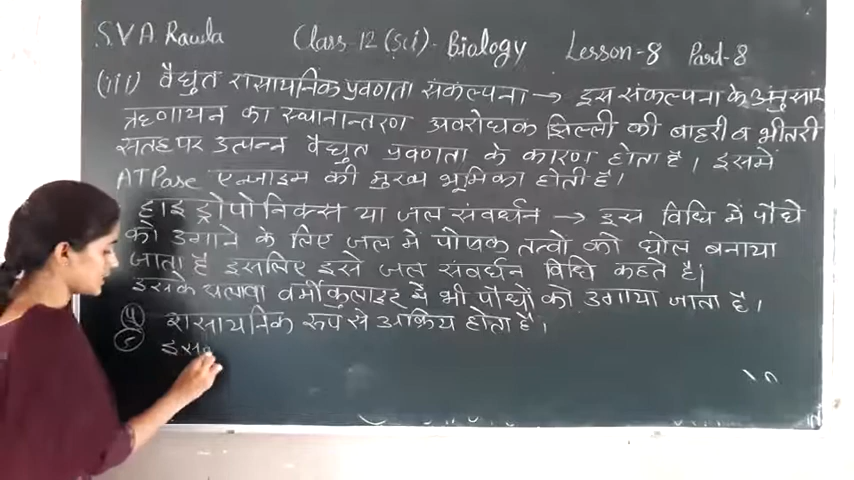 S.V.A. Rawla Class-12 (Sci). Biology Lesson-8 Part-8
(iii) वैद्युत रासायनिक प्रवणता संकल्पना → इस संकल्पना के अनुसार
ऋणायन का स्थानान्तरण अवरोधक झिल्ली की बाहरी व भीतरी
सतह पर उत्पन्न वैद्युत प्रवणता के कारण होता है। इसमें
ATPase एन्जाइम की मुख्य भूमिका होती है।
हाइड्रोपोनिक्स या जल संवर्धन → इस विधि में पौधे
को उगाने के लिए जल में पोषक तत्वो को घोल बनाया
जाता है इसलिए इसे जल संवर्धन विधि कहते है।
इसके अलावा वर्मीकुलाइट में भी पौधों को उगाया जाता है।
रासायनिक रूप से अक्रिय होता है।